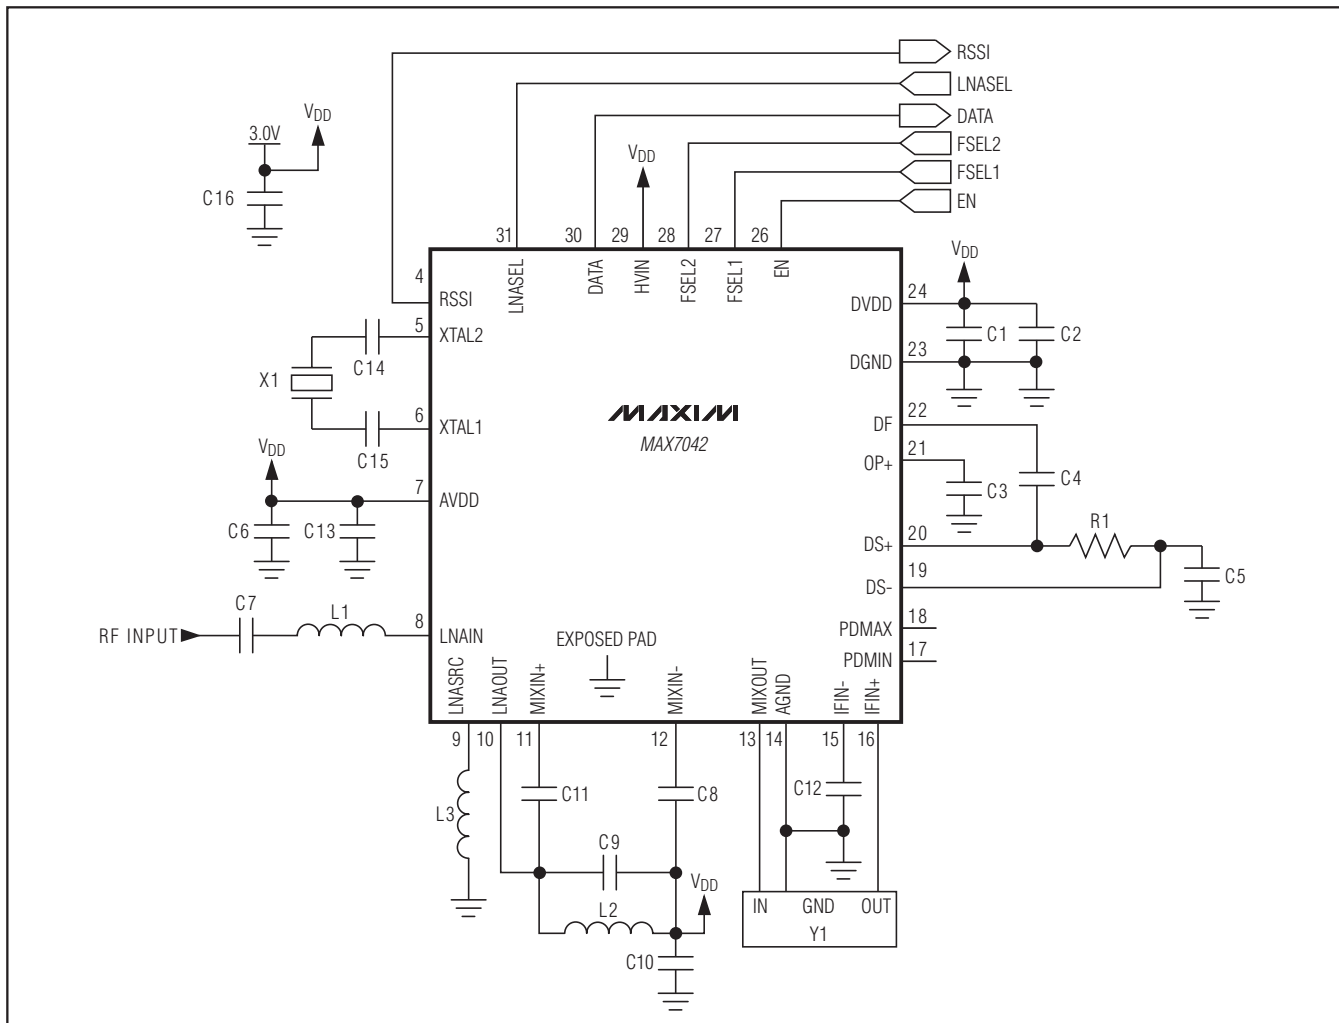 RSSI
LNASEL
DATA
FSEL2
FSEL1
EN
3.0V
VDD
C16
VDD
31
30
29
28
27
26
LNASEL
DATA
HVIN
FSEL2
FSEL1
EN
4
RSSI
5
XTAL2
C14
X1
6
XTAL1
C15
VDD
7
AVDD
C6
C13
C7
L1
RF INPUT
8
LNAIN
MAXIM
MAX7042
EXPOSED PAD
VDD
24
DVDD
C1
C2
23
DGND
22
DF
21
OP+
C3
C4
20
DS+
R1
19
DS-
C5
18
PDMAX
17
PDMIN
LNASRC
LNAOUT
MIXIN+
MIXIN-
MIXOUT
AGND
IFIN-
IFIN+
9
10
11
12
13
14
15
16
L3
C11
C8
C12
C9
L2
VDD
C10
IN
GND
OUT
Y1